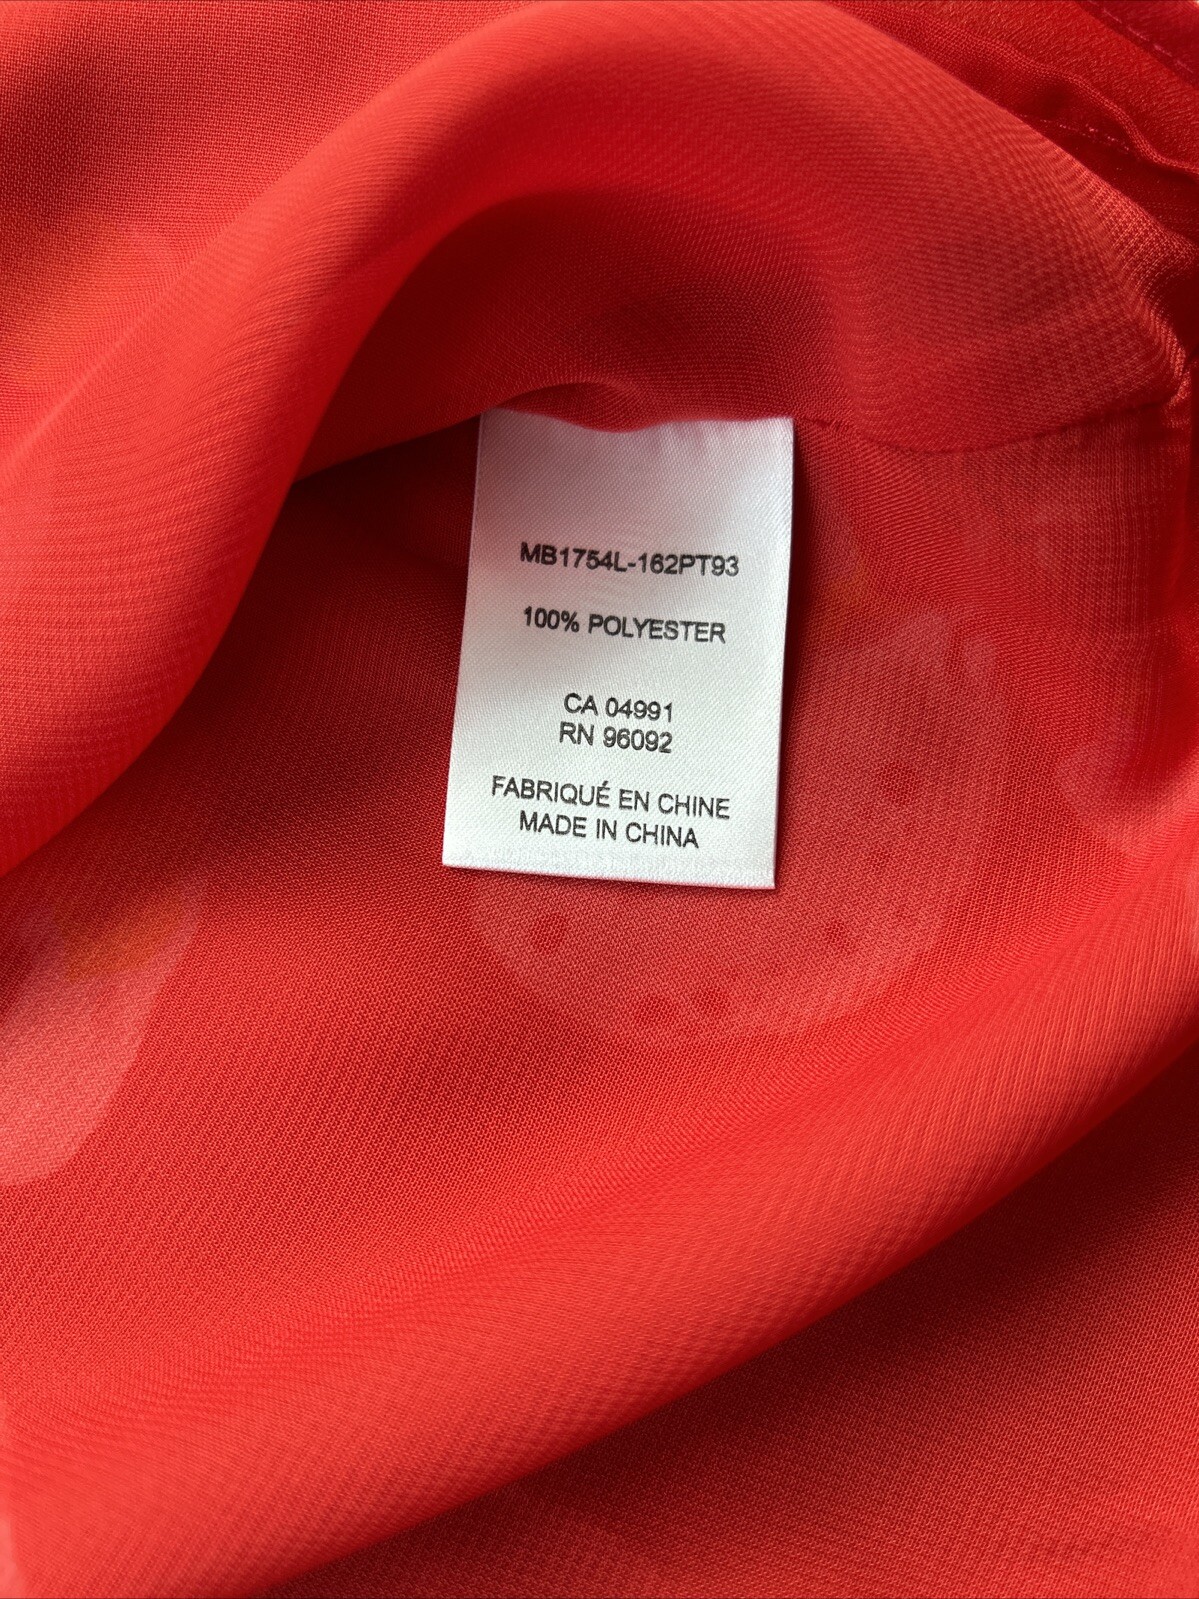 MB1754L-162PT93
100% POLYESTER
CA 04991
RN 96092
FABRIQUÉ EN CHINE
MADE IN CHINA